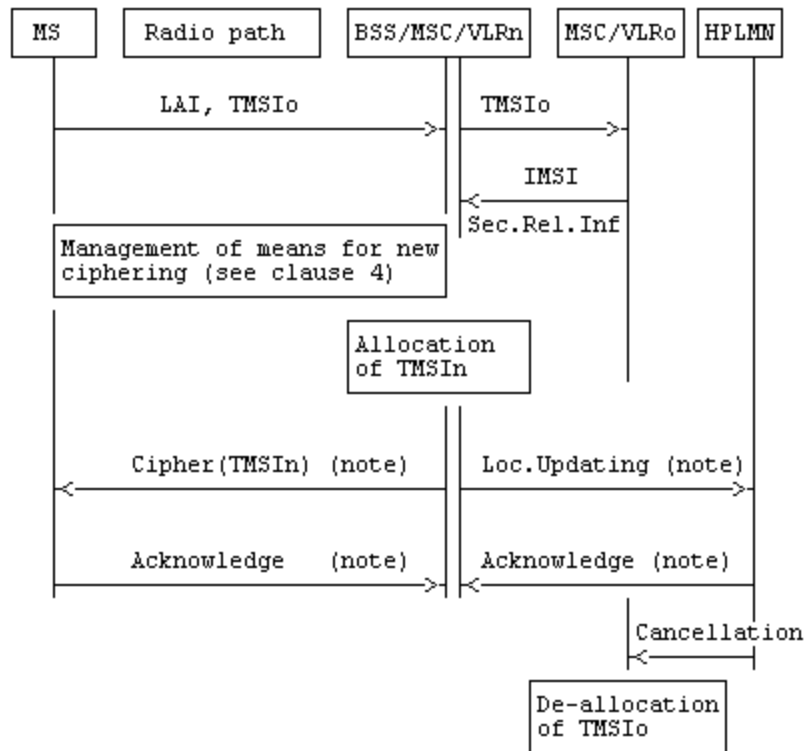 MS
Radio path
BSS/MSC/VLRn
MSC/VLRo
HPLMN
LAI, TMSIo
TMSIo
IMSI
Sec.Rel.Inf
Management of means for new
ciphering (see clause 4)
Allocation
of TMSIn
Cipher(TMSIn) (note)
Loc.Updating (note)
Acknowledge (note)
Acknowledge (note)
Cancellation
De-allocation
of TMSIo